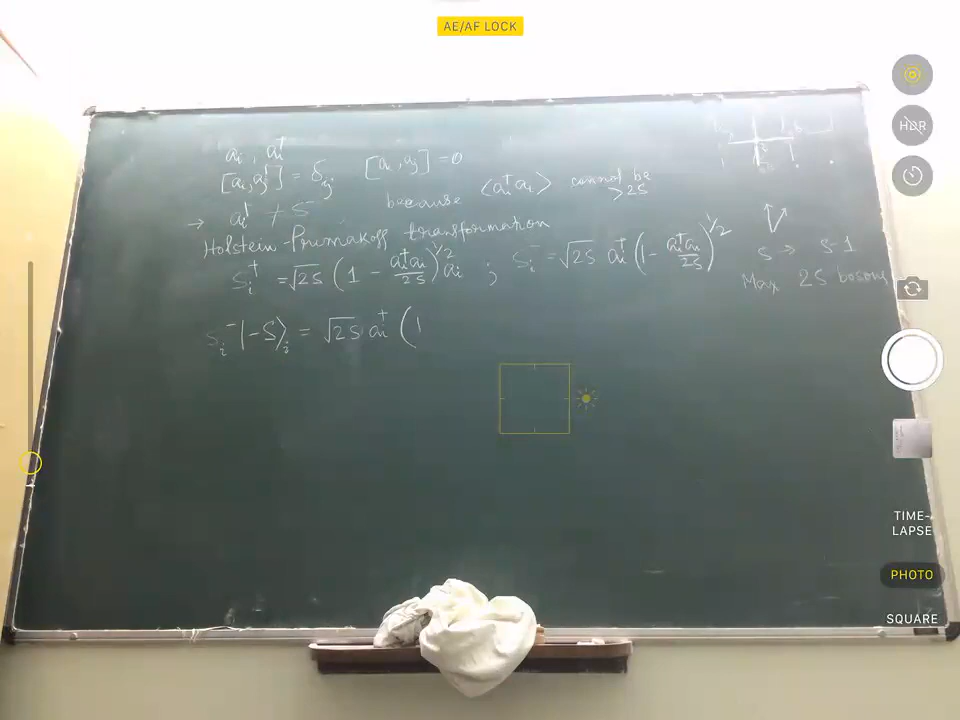 AE/AF LOCK
HDR
a_i , a_i^†
[a_i, a_j^†] = δ_ij [a_i, a_j] = 0
because <a_i^† a_i> cannot be > 2S
→ a_i^† ≠ S^-
Holstein-Primakoff transformation
S_i^+ = √2S (1 - a_i^† a_i / 2S)^1/2 a_i ; S_i^- = √2S a_i^† (1 - a_i^† a_i / 2S)^1/2
S → S-1
Max 2S bosons
S_i^- |-S>_i = √2S a_i^† (1
TIME-
LAPSE
PHOTO
SQUARE